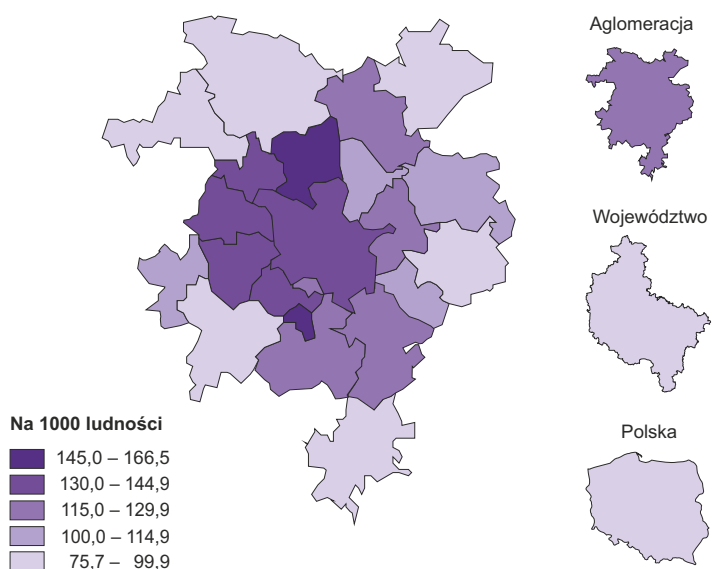 Aglomeracja
Województwo
Polska
Na 1000 ludności
145,0 – 166,5
130,0 – 144,9
115,0 – 129,9
100,0 – 114,9
75,7 – 99,9